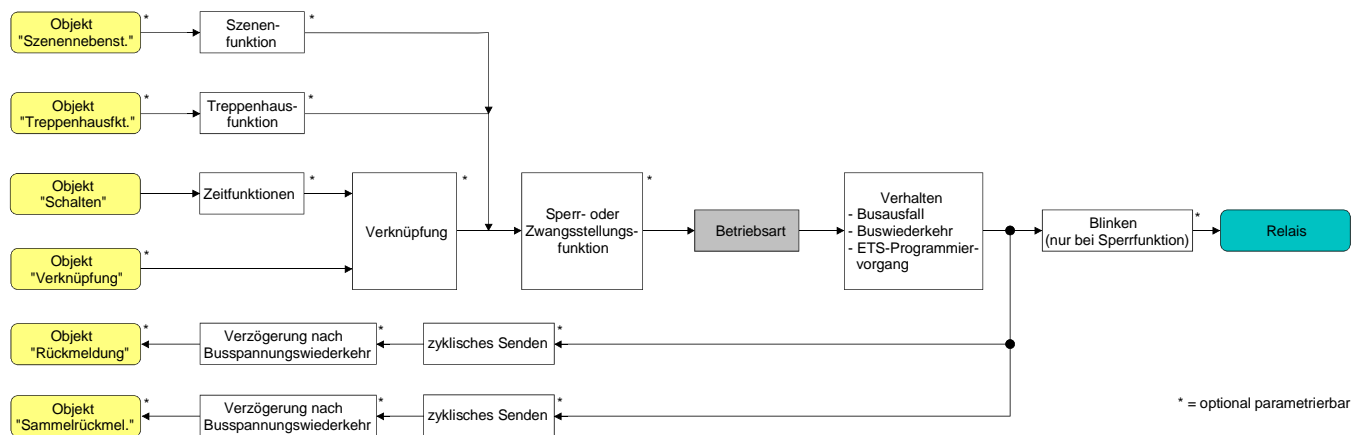 Objekt
"Szenennebenst."
*
Szenen-
funktion
*
Objekt
"Treppenhausfkt."
*
Treppenhaus-
funktion
*
Objekt
"Schalten"
Zeitfunktionen
*
Verknüpfung
*
Objekt
"Verknüpfung"
*
Sperr- oder
Zwangsstellungs-
funktion
*
Betriebsart
Verhalten
- Busausfall
- Buswiederkehr
- ETS-Programmier-
vorgang
Blinken
(nur bei Sperrfunktion)
*
Relais
Objekt
"Rückmeldung"
*
Verzögerung nach
Busspannungswiederkehr
*
zyklisches Senden
*
Objekt
"Sammelrückmel."
*
Verzögerung nach
Busspannungswiederkehr
*
zyklisches Senden
*
* = optional parametrierbar